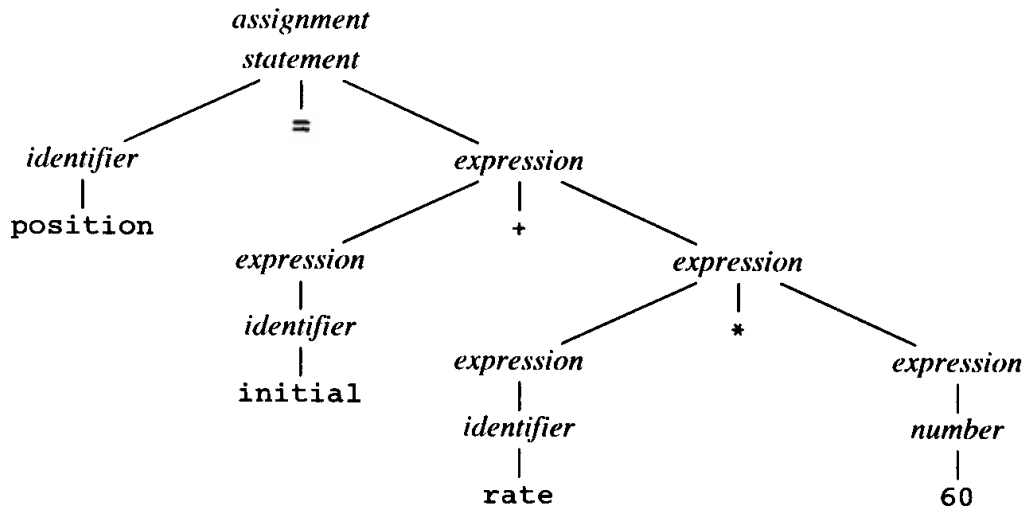 assignment
statement
=
identifier
expression
position
+
expression
expression
identifier
*
initial
expression
expression
identifier
number
rate
60